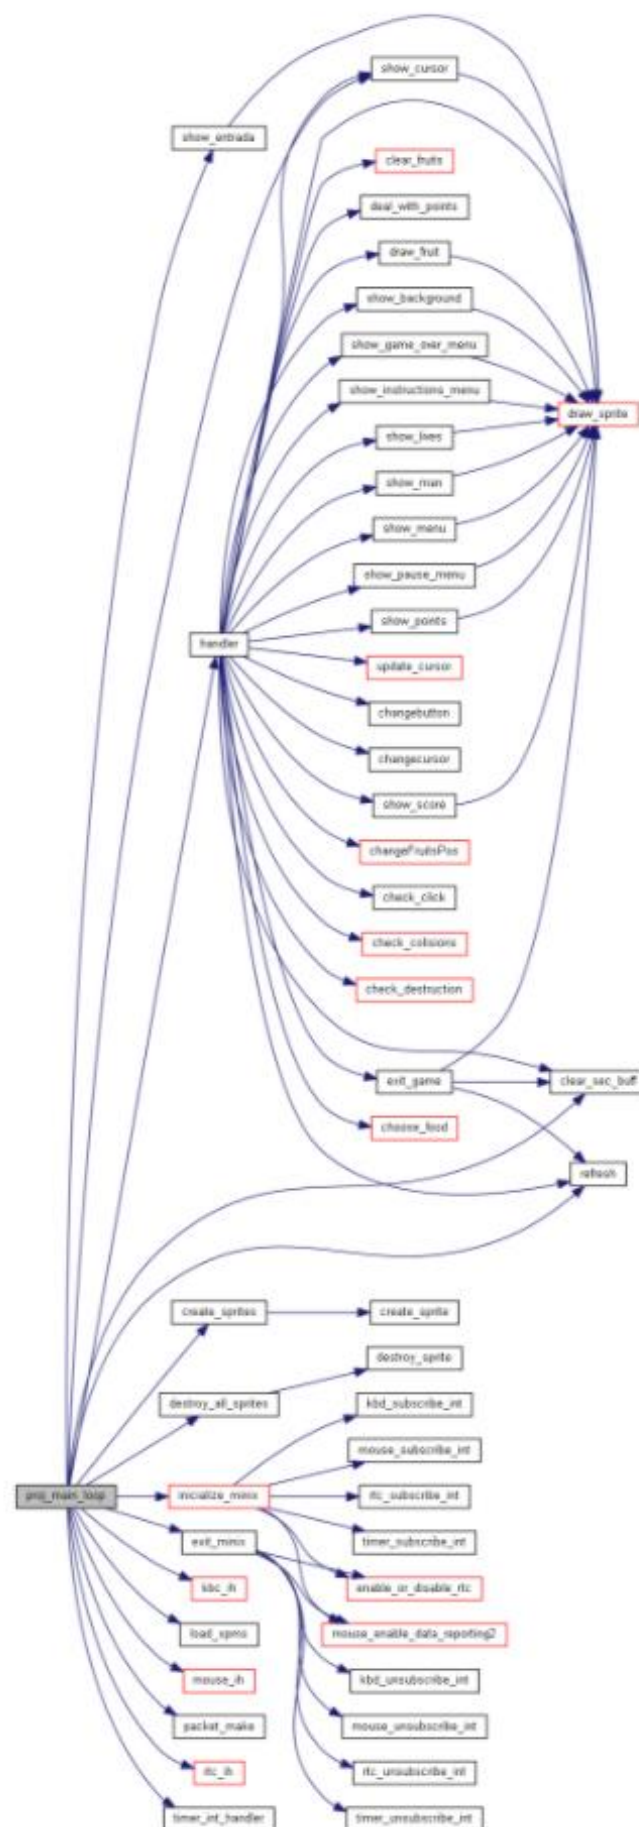 show_cursor
show_entrada
clear_fruits
deal_with_points
draw_fruit
show_background
show_game_over_menu
show_instructions_menu
draw_sprite
show_lives
show_man
show_menu
show_pause_menu
show_points
handler
update_cursor
changebutton
changecursor
show_score
changeFruitsPos
check_click
check_colisions
check_destruction
exit_game
clear_sec_buff
choose_food
refresh
create_sprites
create_sprite
destroy_sprite
destroy_all_sprites
kbd_subscribe_int
mouse_subscribe_int
proj_main_loop
inicialize_minix
rtc_subscribe_int
exit_minix
timer_subscribe_int
kbc_ih
enable_or_disable_rtc
load_xpms
mouse_enable_data_reporting2
mouse_ih
kbd_unsubscribe_int
packet_make
mouse_unsubscribe_int
rtc_ih
rtc_unsubscribe_int
timer_int_handler
timer_unsubscribe_int